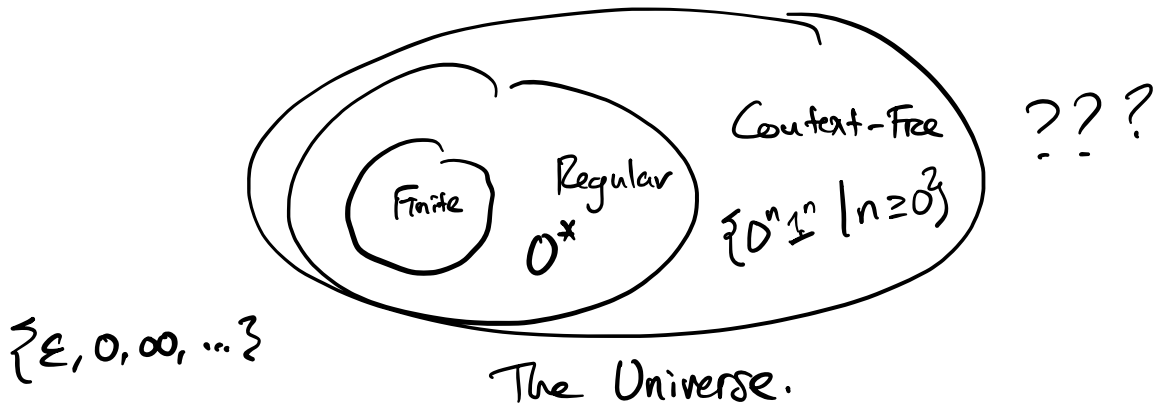 Context-Free
? ? ?
Regular
Finite
{0ⁿ1ⁿ | n ≥ 0}
0*
{ε, 0, 00, ...}
The Universe.